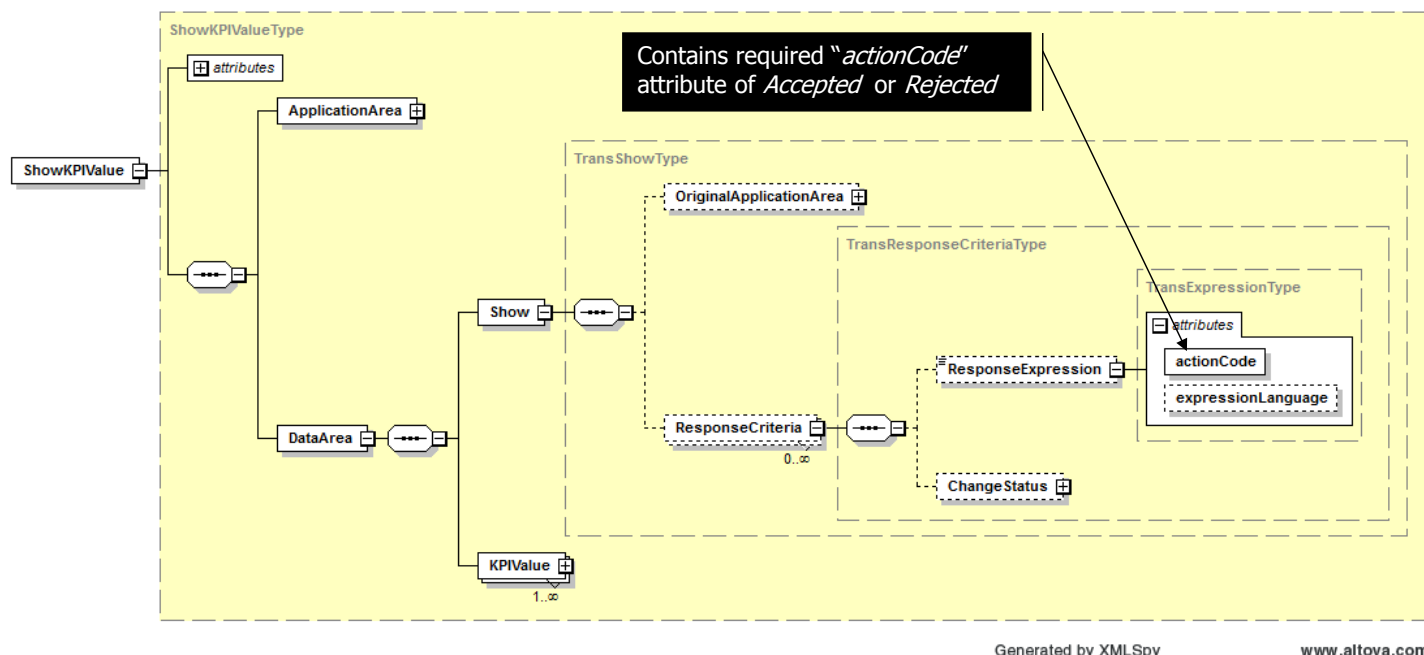 ShowKPIValueType
attributes
Contains required “actionCode”
attribute of Accepted or Rejected
ApplicationArea
ShowKPIValue
TransShowType
OriginalApplicationArea
TransResponseCriteriaType
TransExpressionType
attributes
Show
actionCode
ResponseExpression
expressionLanguage
DataArea
ResponseCriteria
0..∞
ChangeStatus
KPIValue
1..∞
Generated by XMLSpy www.altova.com